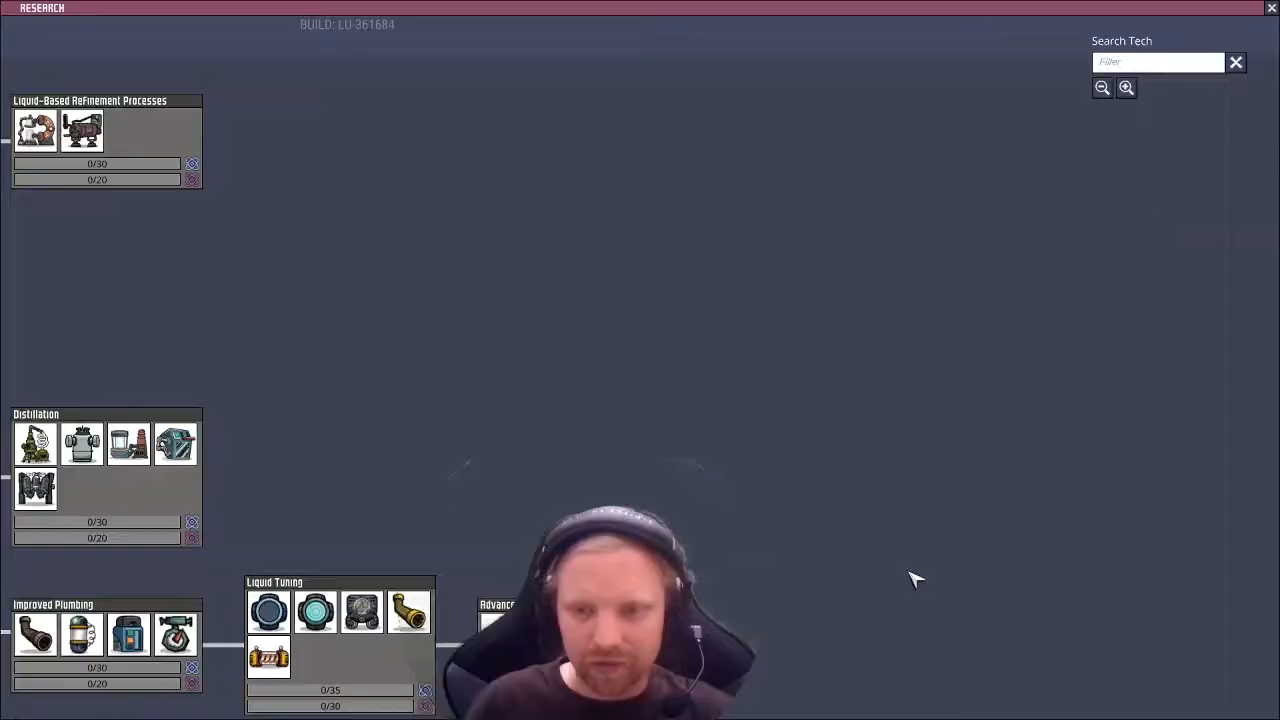 RESEARCH
BUILD: LU-361684
Search Tech
Filter
Liquid-Based Refinement Processes
0/30
0/20
Distillation
0/30
0/20
Liquid Tuning
0/35
0/30
Improved Plumbing
0/30
0/20